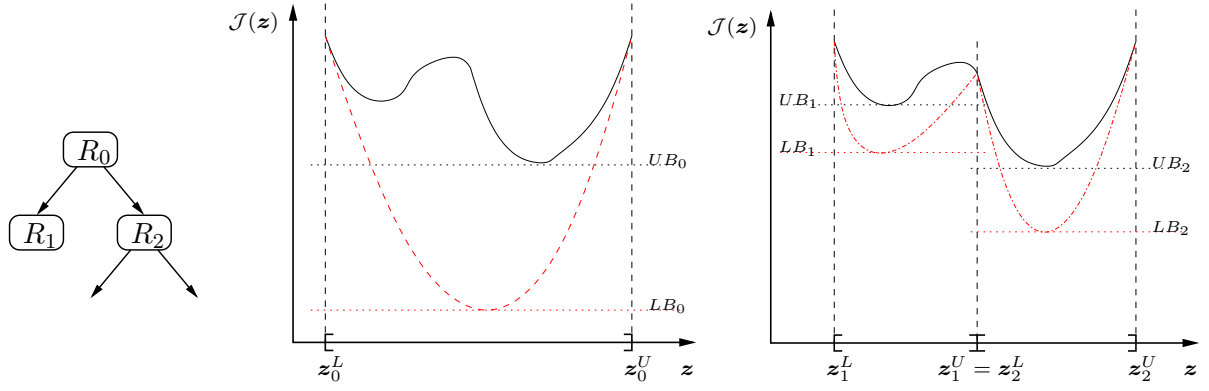 R₀
R₁ R₂
𝒥(z)
UB₀
LB₀
z₀ᴸ z₀ᵁ z
𝒥(z)
UB₁
LB₁
UB₂
LB₂
z₁ᴸ z₁ᵁ = z₂ᴸ z₂ᵁ z